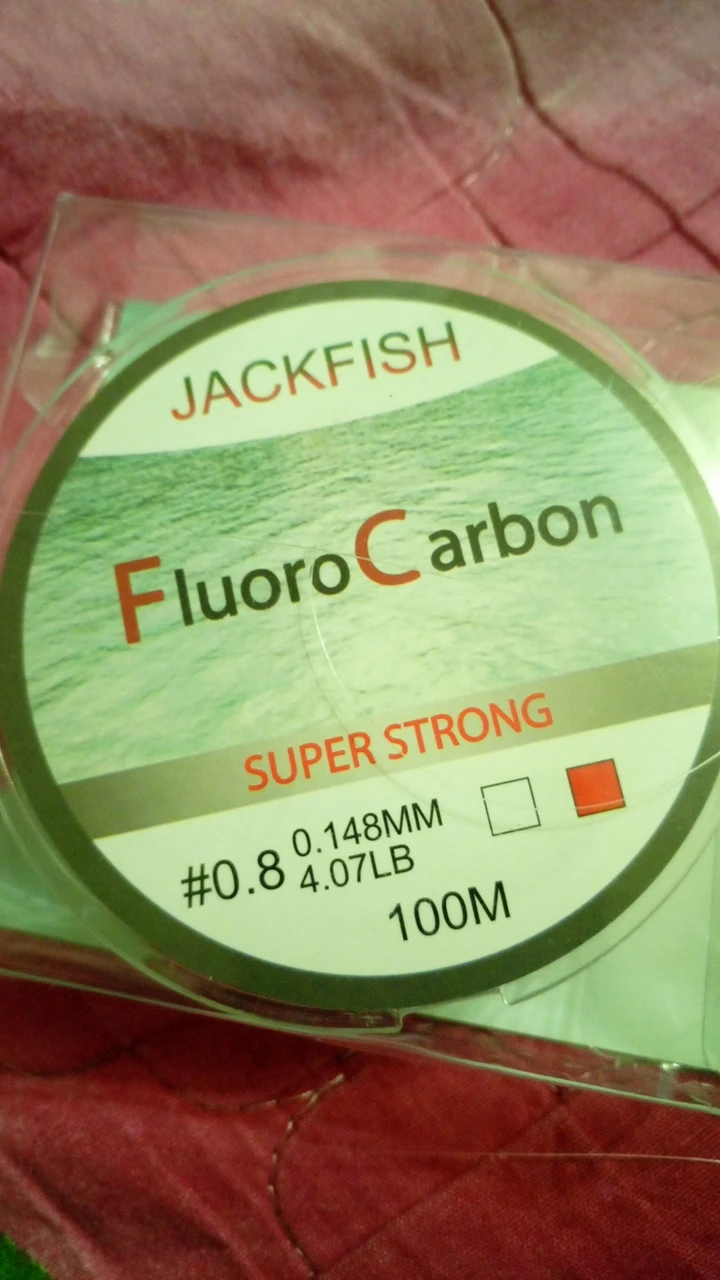 JACKFISH
FluoroCarbon
SUPER STRONG
#0.8 0.148MM
4.07LB
100M